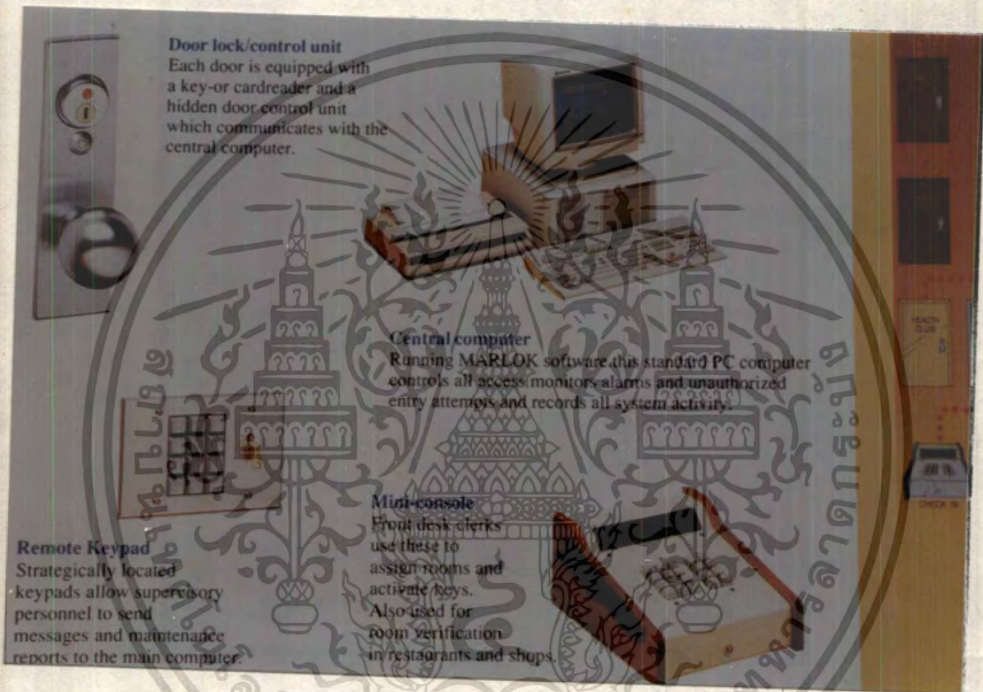 Door lock/control unit
Each door is equipped with
a key-or cardreader and a
hidden door control unit
which communicates with the
central computer.
Central computer
Running MARLOK software this standard PC computer
controls all access monitors alarms and unauthorized
entry attempts and records all system activity.
Mini-console
Front desk clerks
use these to
assign rooms and
activate keys.
Also used for
room verification
in restaurants and shops.
Remote Keypad
Strategically located
keypads allow supervisory
personnel to send
messages and maintenance
reports to the main computer.
HEALTH
CLUB
CHECK IN